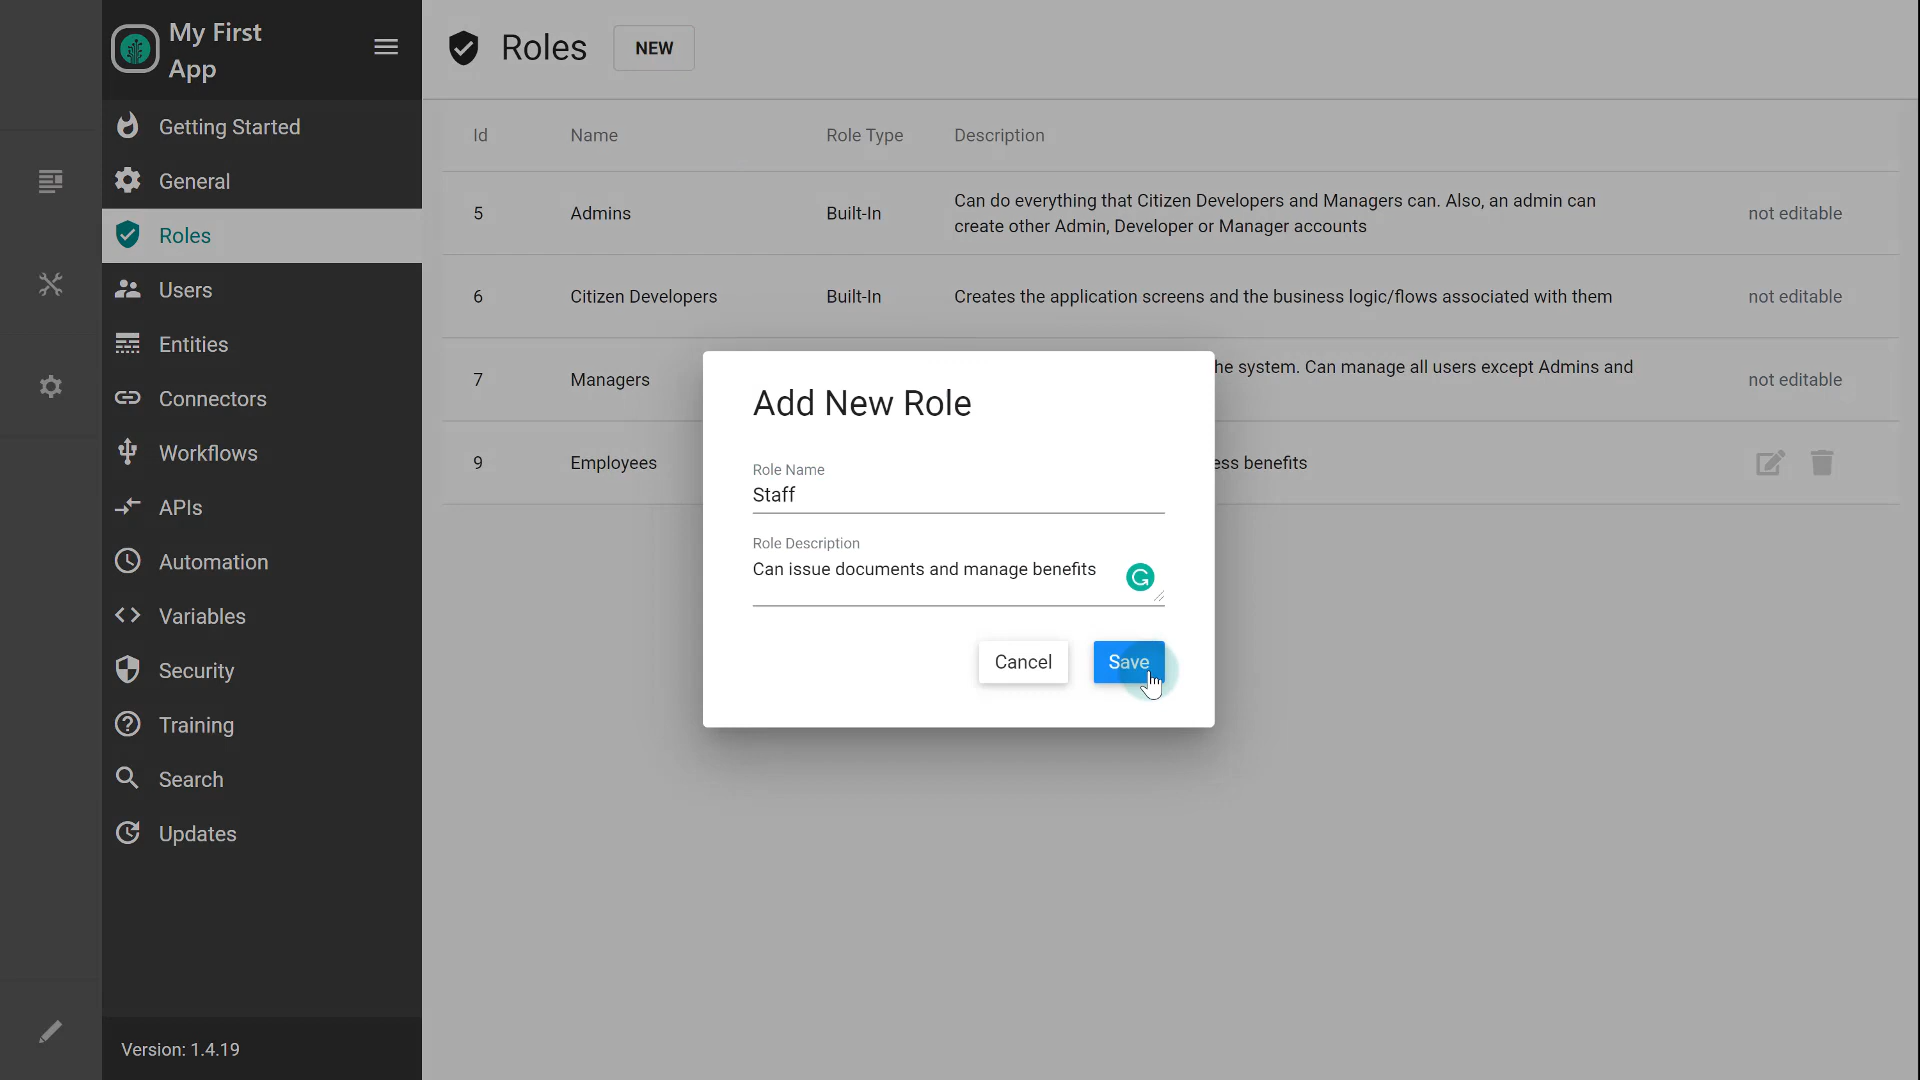 My First
App
Getting Started
General
Roles
Users
Entities
Connectors
Workflows
APIs
Automation
Variables
Security
Training
Search
Updates
Version: 1.4.19
Roles
NEW
Id Name Role Type Description
5 Admins Built-In Can do everything that Citizen Developers and Managers can. Also, an admin can
create other Admin, Developer or Manager accounts
not editable
6 Citizen Developers Built-In Creates the application screens and the business logic/flows associated with them not editable
7 Managers he system. Can manage all users except Admins and not editable
9 Employees ess benefits
Add New Role
Role Name
Staff
Role Description
Can issue documents and manage benefits
G
Cancel Save